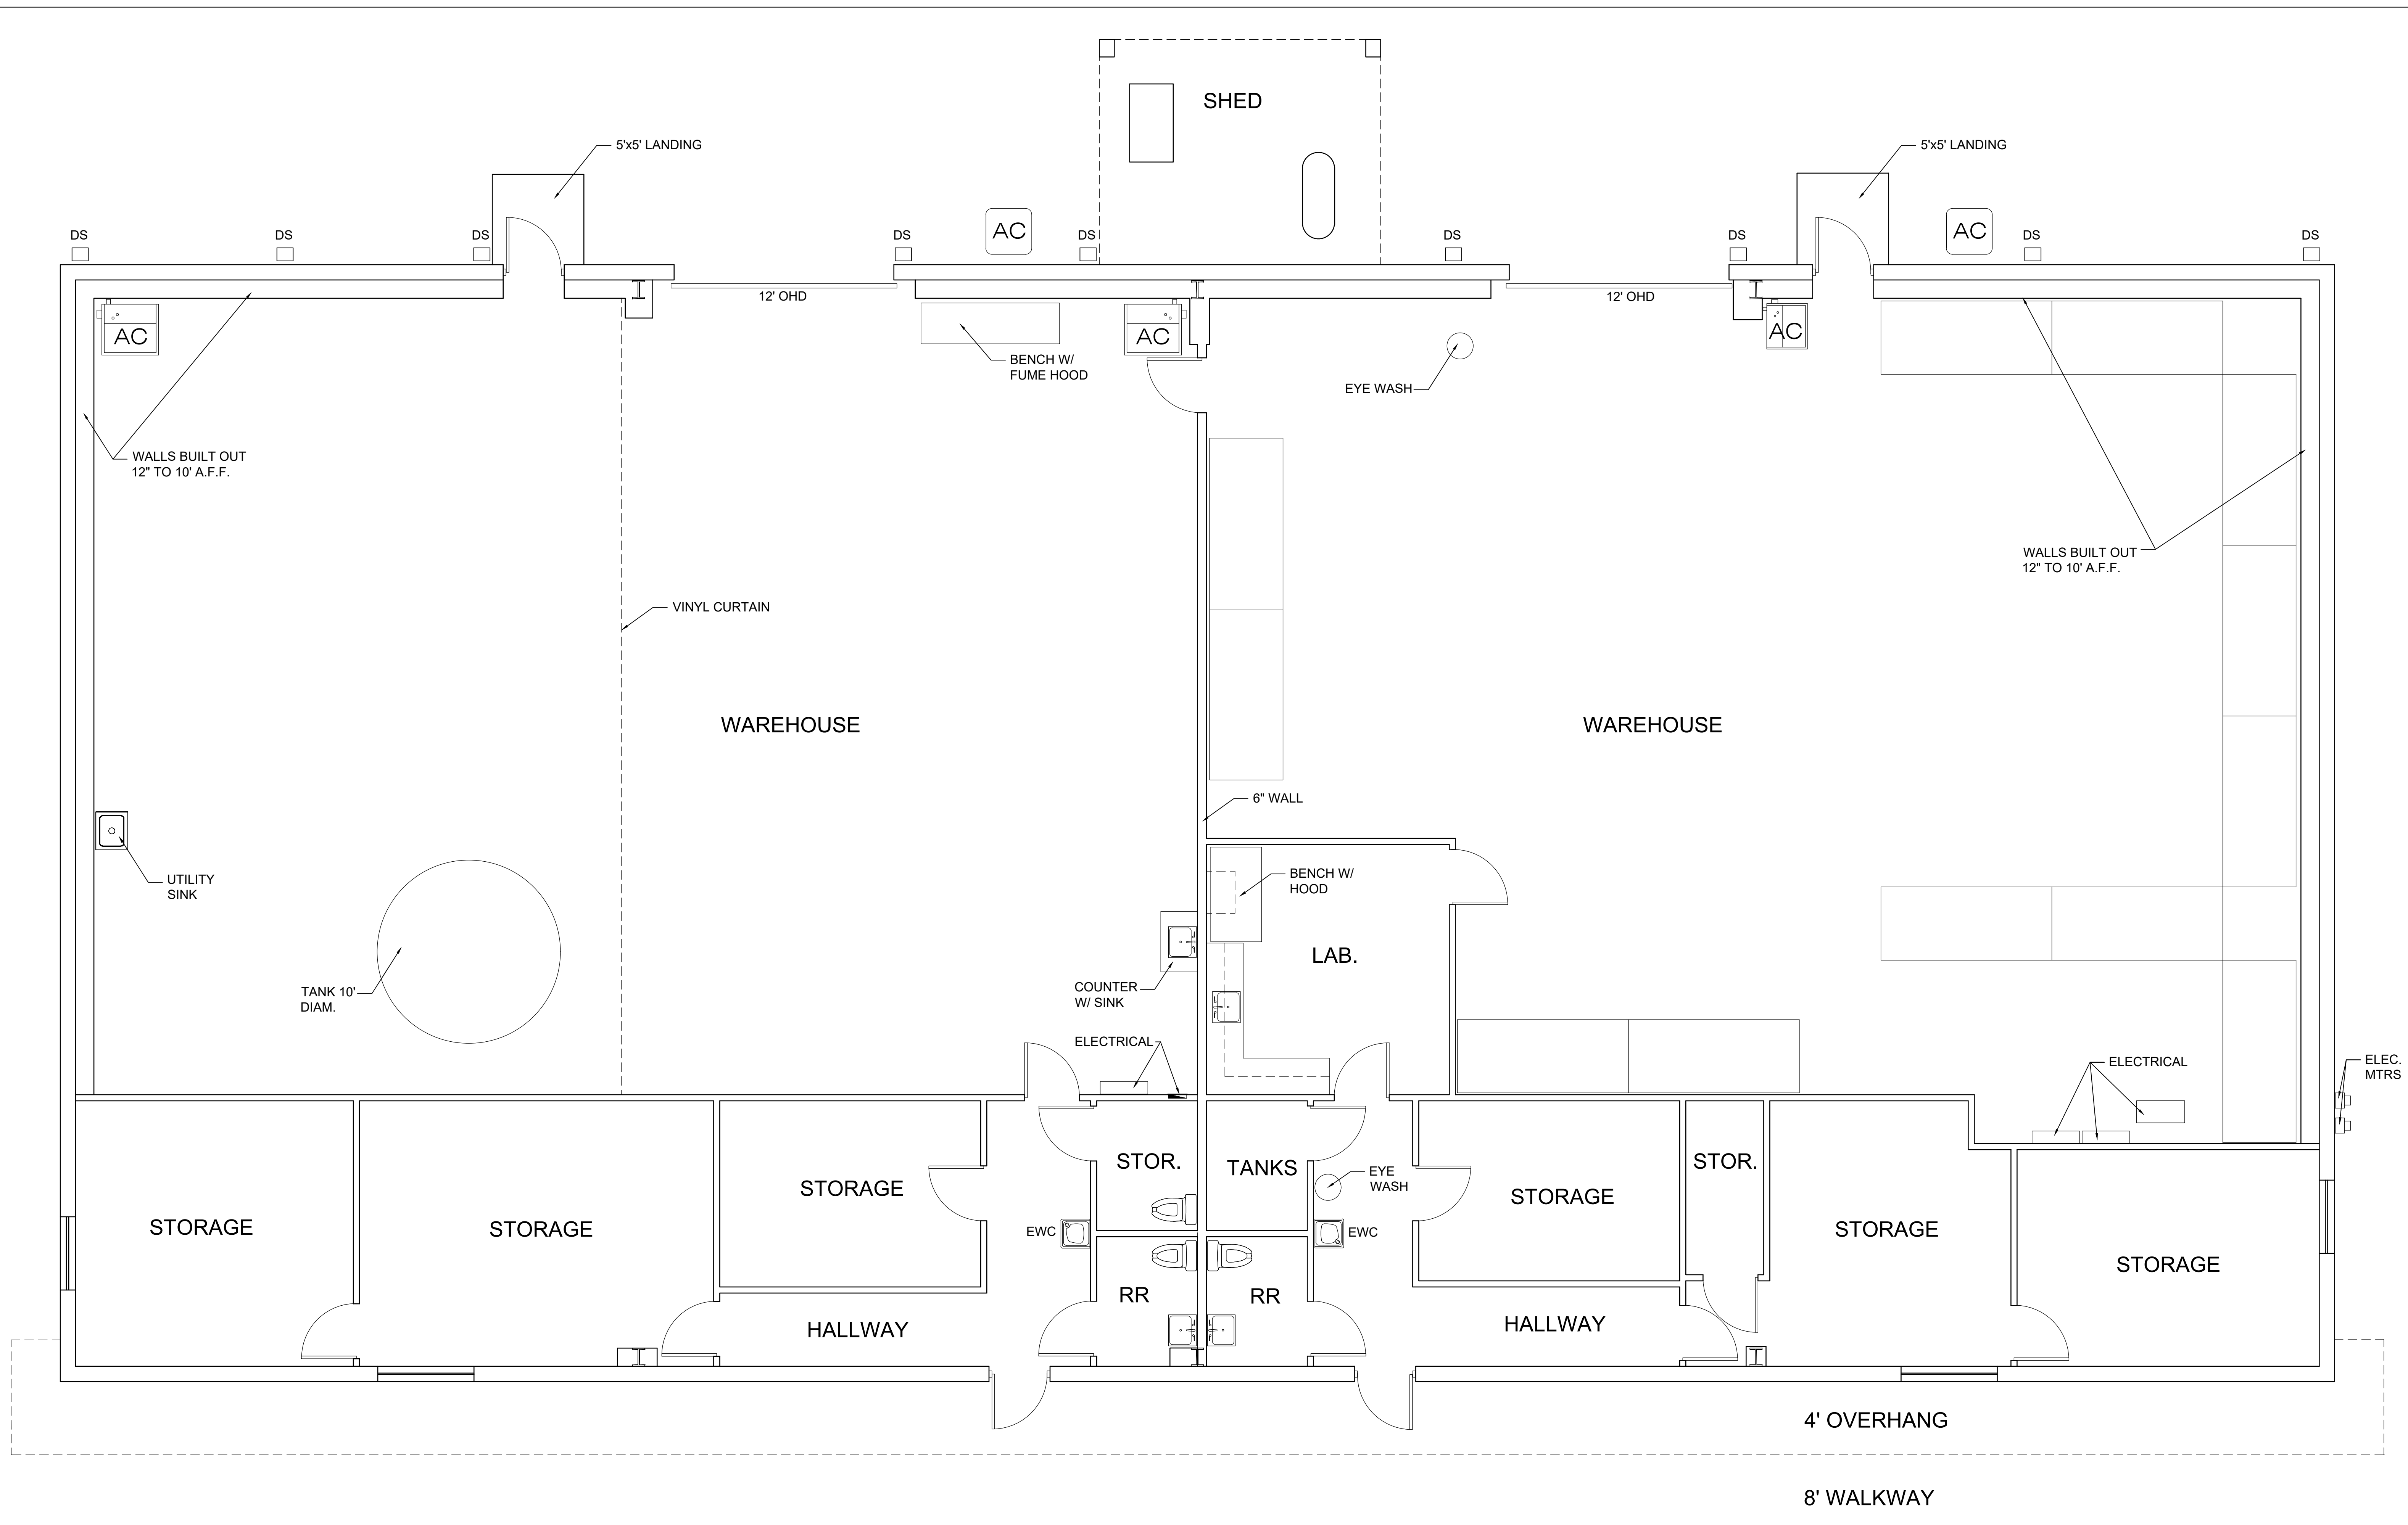 SHED
5'x5' LANDING
5'x5' LANDING
DS
DS
DS
DS
AC
DS
DS
DS
AC
DS
DS
12' OHD
12' OHD
AC
AC
AC
BENCH W/
FUME HOOD
EYE WASH
WALLS BUILT OUT
12" TO 10' A.F.F.
WALLS BUILT OUT
12" TO 10' A.F.F.
VINYL CURTAIN
WAREHOUSE
WAREHOUSE
6" WALL
UTILITY
SINK
BENCH W/
HOOD
LAB.
TANK 10'
DIAM.
COUNTER
W/ SINK
ELECTRICAL
ELECTRICAL
ELEC.
MTRS
STOR.
TANKS
EYE
WASH
STOR.
STORAGE
STORAGE
STORAGE
STORAGE
EWC
EWC
STORAGE
STORAGE
RR
RR
HALLWAY
HALLWAY
4' OVERHANG
8' WALKWAY